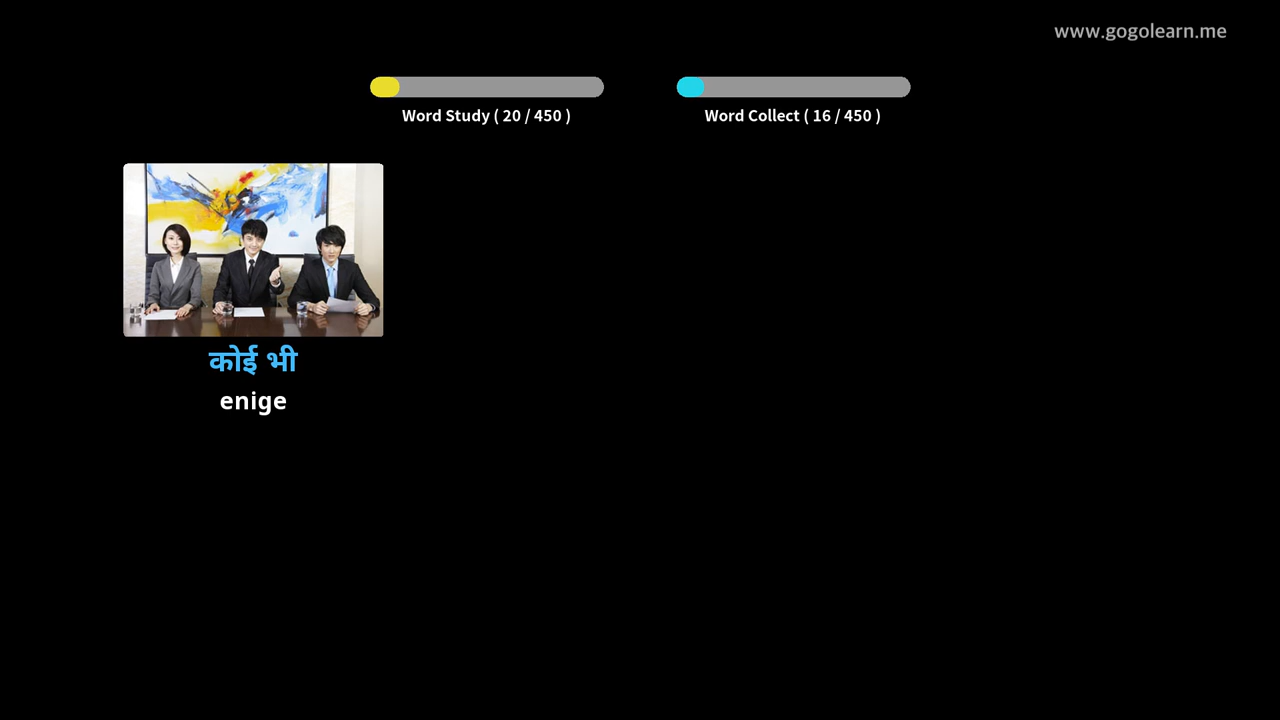 www.gogolearn.me
Word Study ( 20 / 450 )
Word Collect ( 16 / 450 )
कोई भी
enige